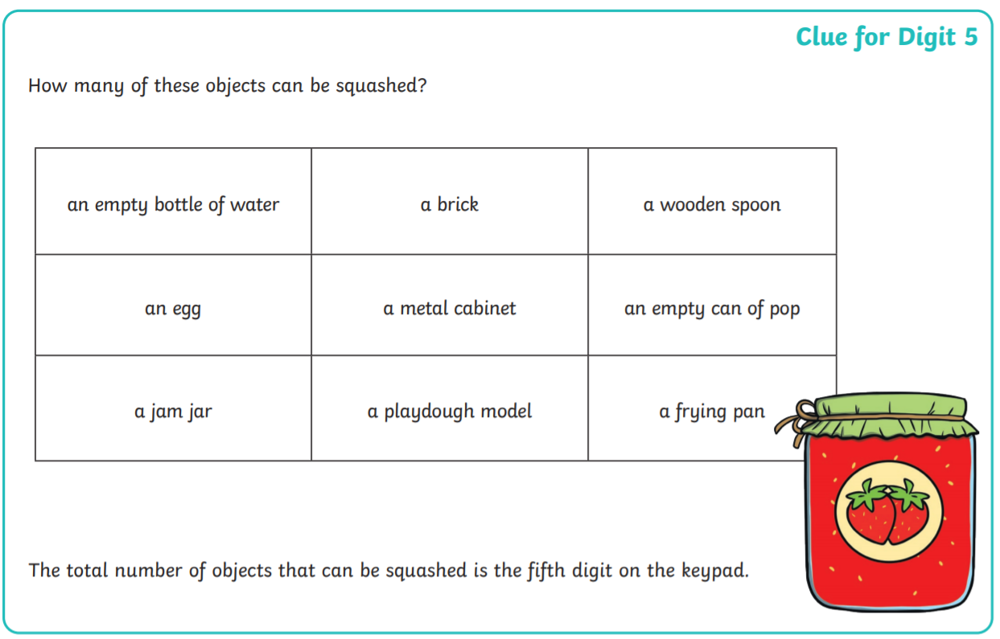 Clue for Digit 5
How many of these objects can be squashed?
an empty bottle of water
a brick
a wooden spoon
an egg
a metal cabinet
an empty can of pop
a jam jar
a playdough model
a frying pan
The total number of objects that can be squashed is the fifth digit on the keypad.